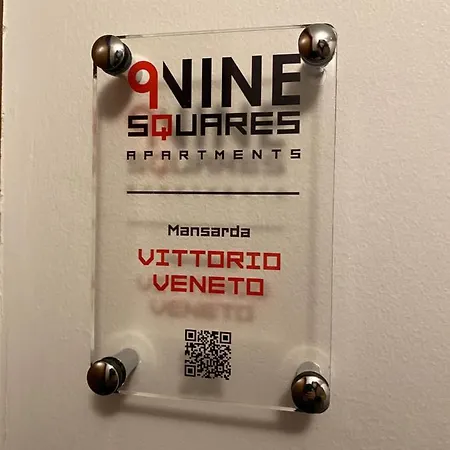 9NINE
SQUARES
APARTMENTS
Mansarda
VITTORIO
VENETO